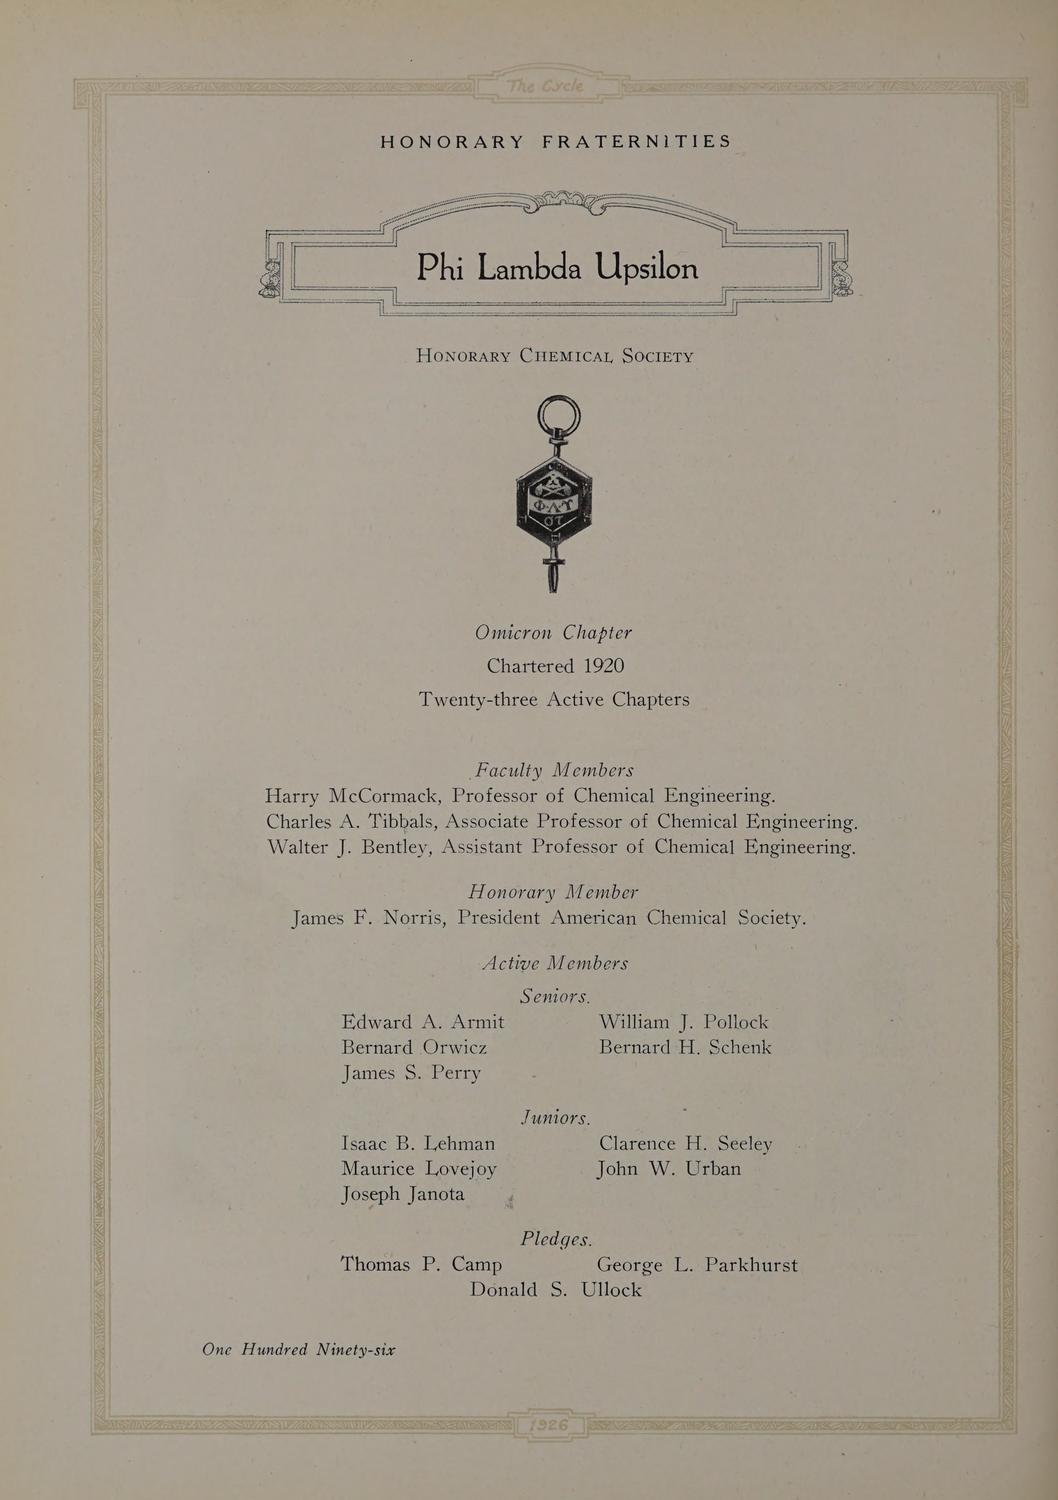 The Cycle
HONORARY FRATERNITIES
Phi Lambda Upsilon
HONORARY CHEMICAL SOCIETY
ΦΛΥ
Omicron Chapter
Chartered 1920
Twenty-three Active Chapters
Faculty Members
Harry McCormack, Professor of Chemical Engineering.
Charles A. Tibbals, Associate Professor of Chemical Engineering.
Walter J. Bentley, Assistant Professor of Chemical Engineering.
Honorary Member
James F. Norris, President American Chemical Society.
Active Members
Seniors.
Edward A. Armit William J. Pollock
Bernard Orwicz Bernard H. Schenk
James S. Perry
Juniors.
Isaac B. Lehman Clarence H. Seeley
Maurice Lovejoy John W. Urban
Joseph Janota
Pledges.
Thomas P. Camp George L. Parkhurst
Donald S. Ullock
One Hundred Ninety-six
1926